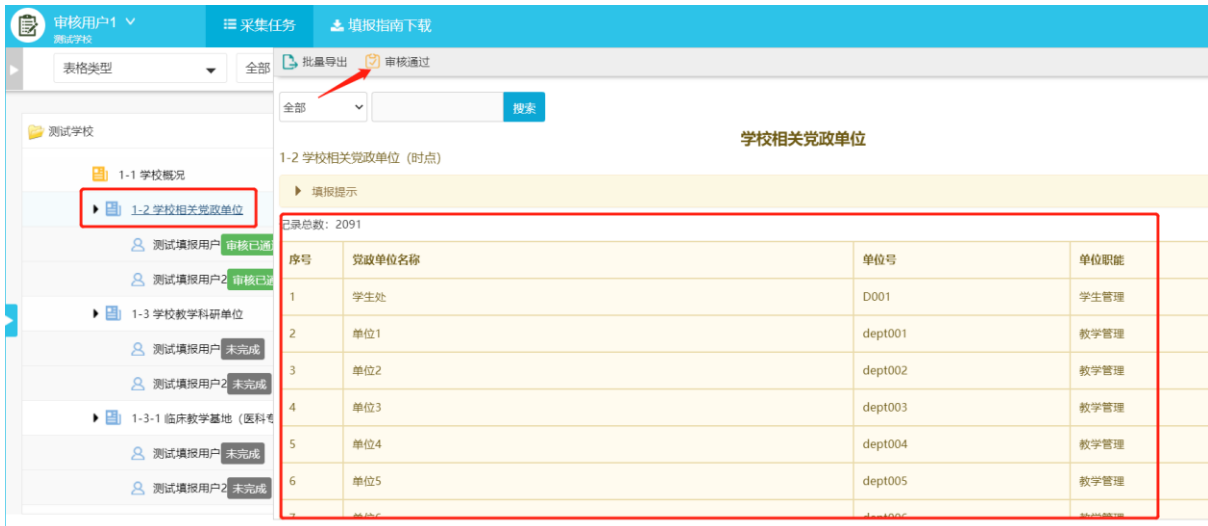 审核用户1
测试学校
采集任务
填报指南下载
表格类型
全部
批量导出
审核通过
全部
搜索
测试学校
1-1 学校概况
1-2 学校相关党政单位
测试填报用户 审核已通
测试填报用户2 审核已通
1-3 学校教学科研单位
测试填报用户 未完成
测试填报用户2 未完成
1-3-1 临床教学基地（医科专
测试填报用户 未完成
测试填报用户2 未完成
学校相关党政单位
1-2 学校相关党政单位（时点）
填报提示
记录总数：2091
序号 党政单位名称 单位号 单位职能
1 学生处 D001 学生管理
2 单位1 dept001 教学管理
3 单位2 dept002 教学管理
4 单位3 dept003 教学管理
5 单位4 dept004 教学管理
6 单位5 dept005 教学管理